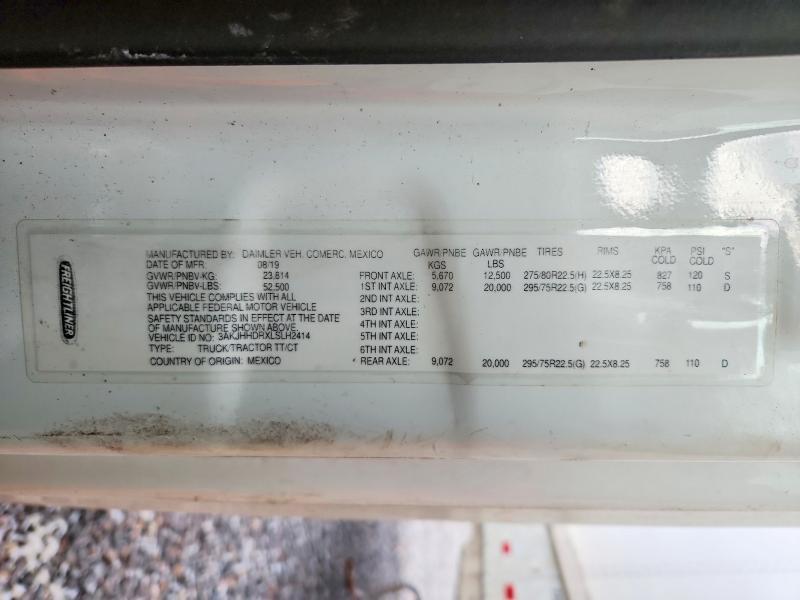 FREIGHTLINER
MANUFACTURED BY: DAIMLER VEH. COMERC. MEXICO
DATE OF MFR: 08/19
GVWR/PNBV-KG: 23,814
GVWR/PNBV-LBS: 52,500
THIS VEHICLE COMPLIES WITH ALL
APPLICABLE FEDERAL MOTOR VEHICLE
SAFETY STANDARDS IN EFFECT AT THE DATE
OF MANUFACTURE SHOWN ABOVE.
VEHICLE ID NO.: 3AKJHHDRXLSLH2414
TYPE: TRUCK/TRACTOR TT/CT
COUNTRY OF ORIGIN: MEXICO
GAWR/PNBE GAWR/PNBE TIRES RIMS KPA PSI "S"
KGS LBS COLD COLD
FRONT AXLE: 5,670 12,500 275/80R22.5(H) 22.5X8.25 827 120 S
1ST INT AXLE: 9,072 20,000 295/75R22.5(G) 22.5X8.25 758 110 D
2ND INT AXLE:
3RD INT AXLE:
4TH INT AXLE:
5TH INT AXLE:
6TH INT AXLE:
REAR AXLE: 9,072 20,000 295/75R22.5(G) 22.5X8.25 758 110 D